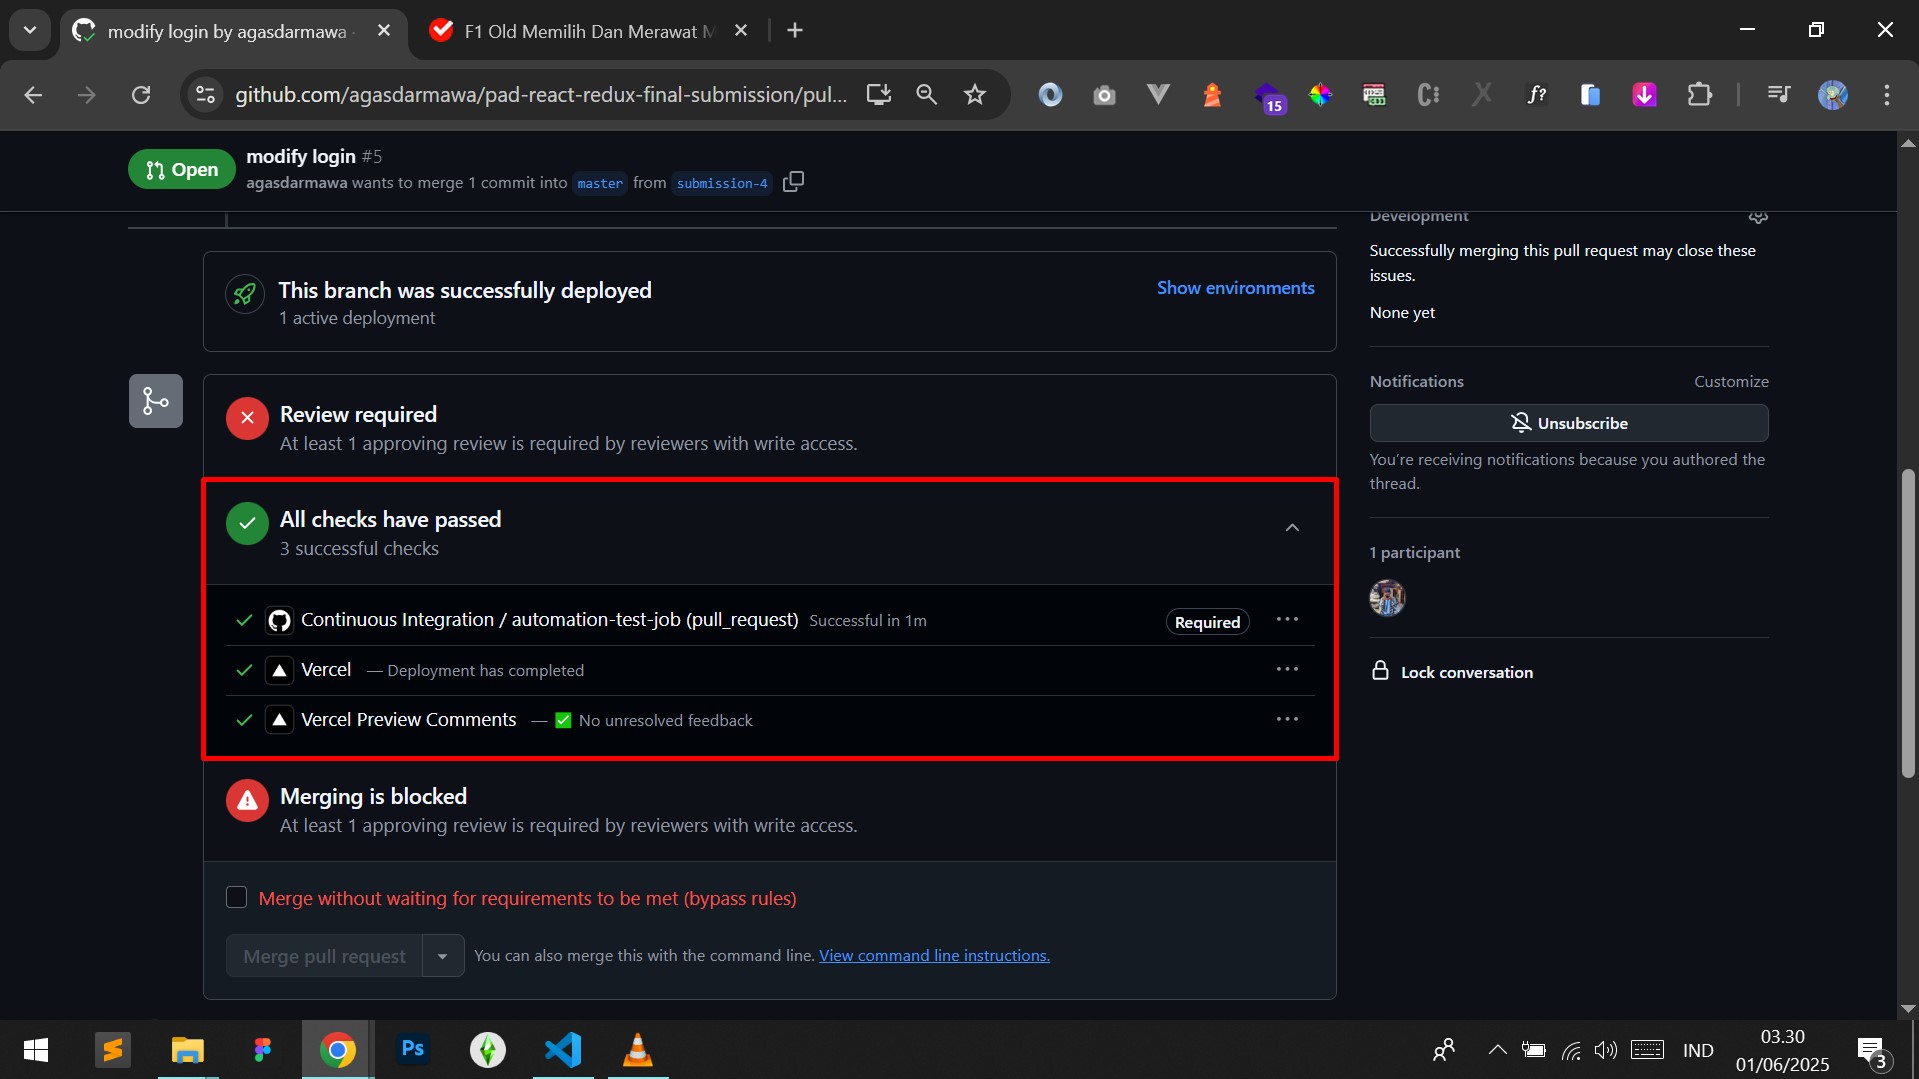 modify login by agasdarmawa
F1 Old Memilih Dan Merawat M
github.com/agasdarmawa/pad-react-redux-final-submission/pul...
15
f?
Open
modify login #5
agasdarmawa wants to merge 1 commit into master from submission-4
This branch was successfully deployed
1 active deployment
Show environments
Review required
At least 1 approving review is required by reviewers with write access.
All checks have passed
3 successful checks
Continuous Integration / automation-test-job (pull_request) Successful in 1m
Required
Vercel — Deployment has completed
Vercel Preview Comments — ✅ No unresolved feedback
Merging is blocked
At least 1 approving review is required by reviewers with write access.
Merge without waiting for requirements to be met (bypass rules)
Merge pull request
You can also merge this with the command line. View command line instructions.
Development
Successfully merging this pull request may close these
issues.
None yet
Notifications
Customize
Unsubscribe
You're receiving notifications because you authored the
thread.
1 participant
Lock conversation
Ps
IND
03.30
01/06/2025
3